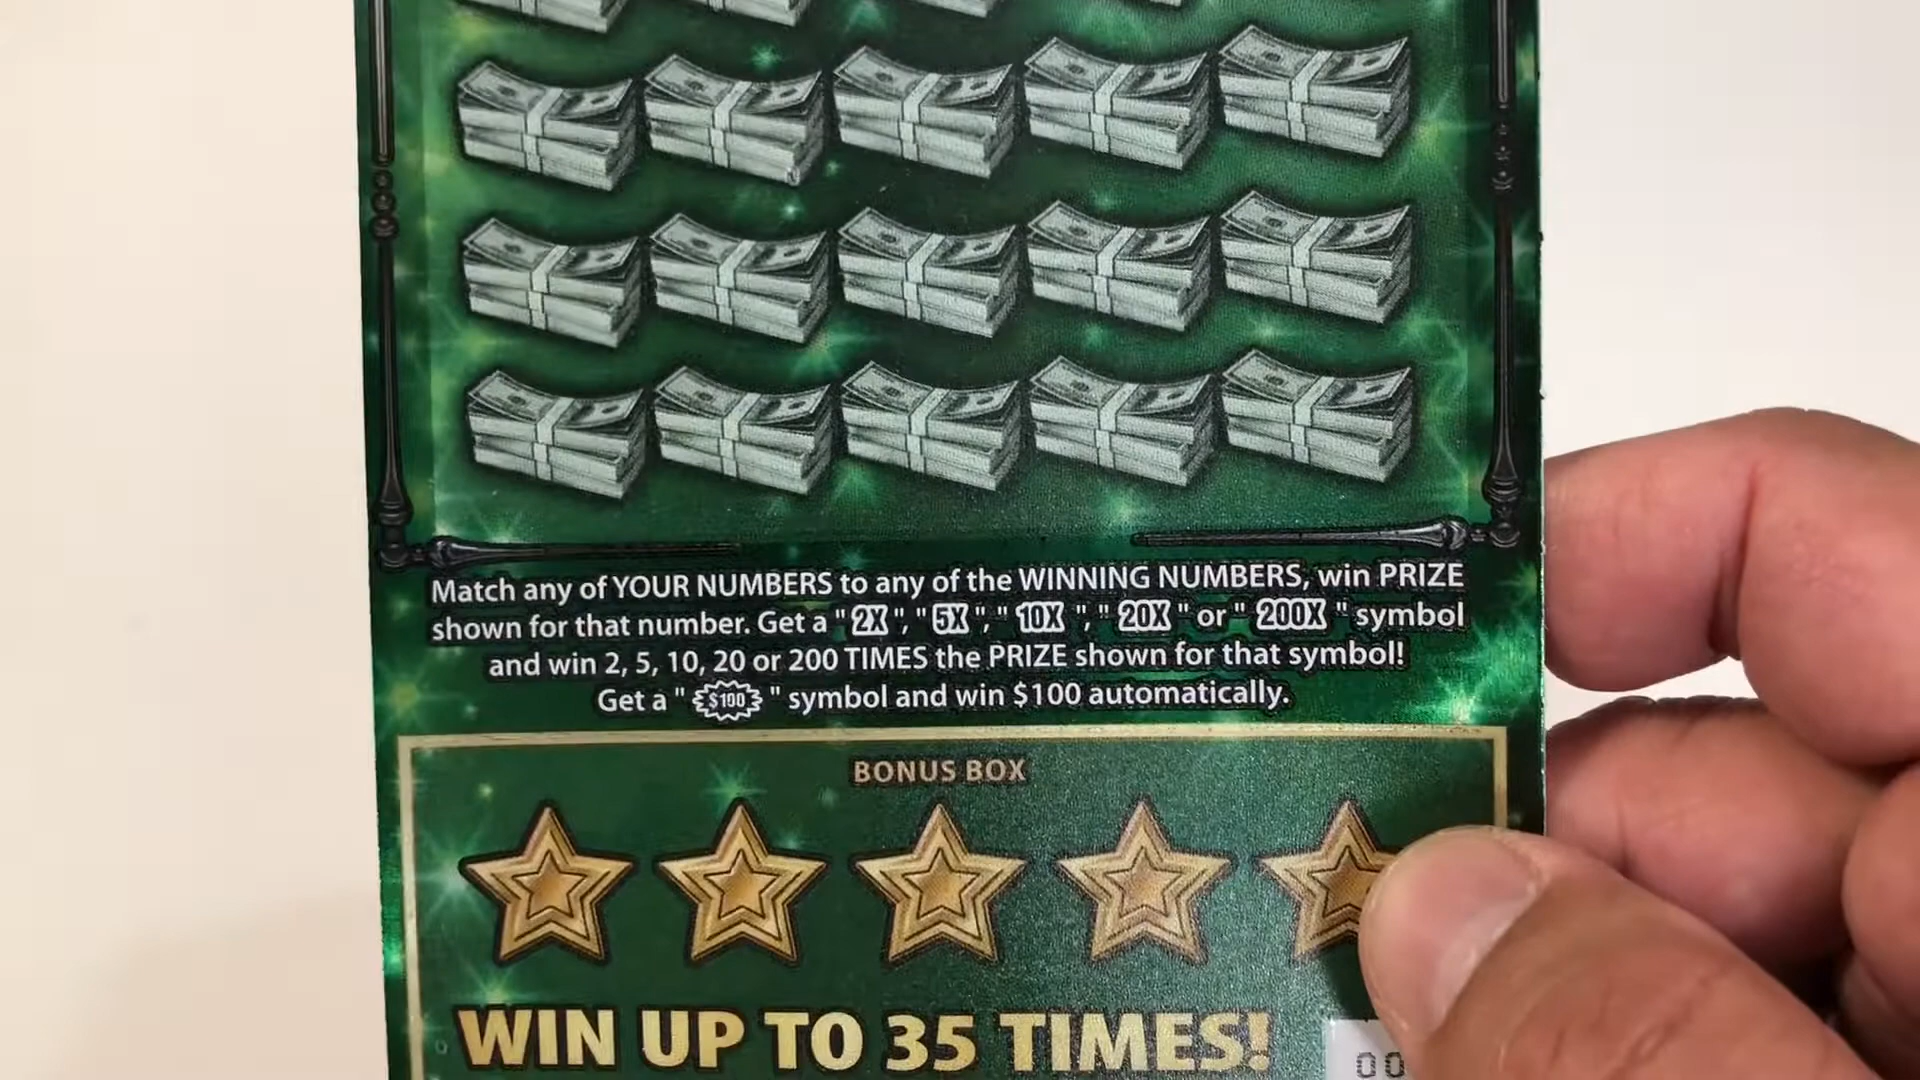 Match any of YOUR NUMBERS to any of the WINNING NUMBERS, win PRIZE
shown for that number. Get a "2X", "5X", "10X", "20X" or "200X" symbol
and win 2, 5, 10, 20 or 200 TIMES the PRIZE shown for that symbol!
Get a "$100" symbol and win $100 automatically.
BONUS BOX
WIN UP TO 35 TIMES!
00